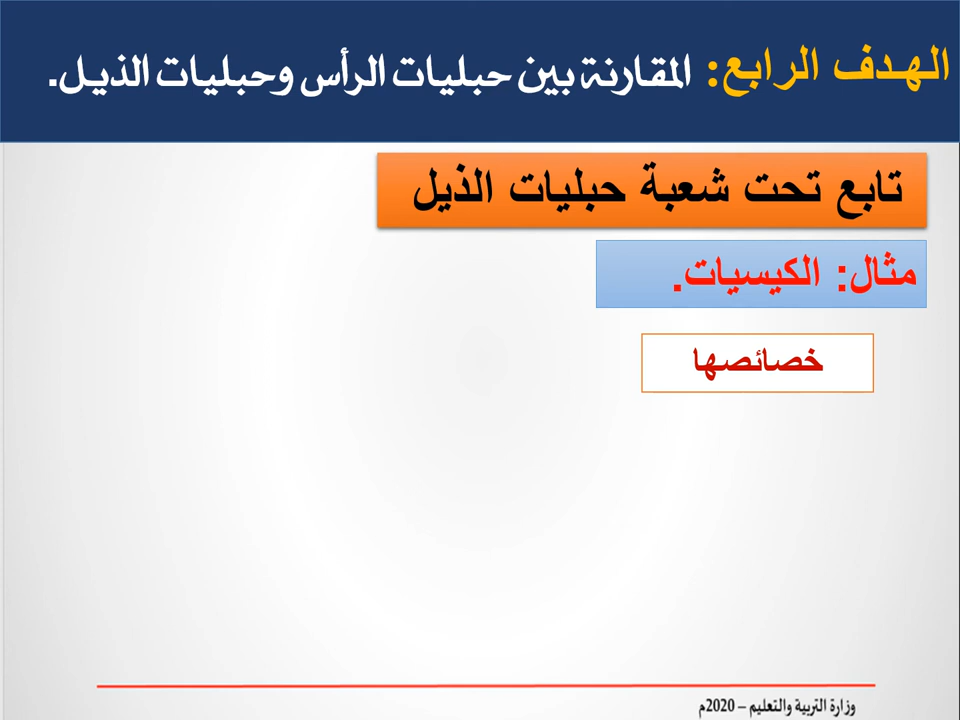 الهدف الرابع: المقارنة بين حبليات الرأس وحبليات الذيل.
تابع تحت شعبة حبليات الذيل
مثال: الكيسيات.
خصائصها
وزارة التربية والتعليم – 2020م